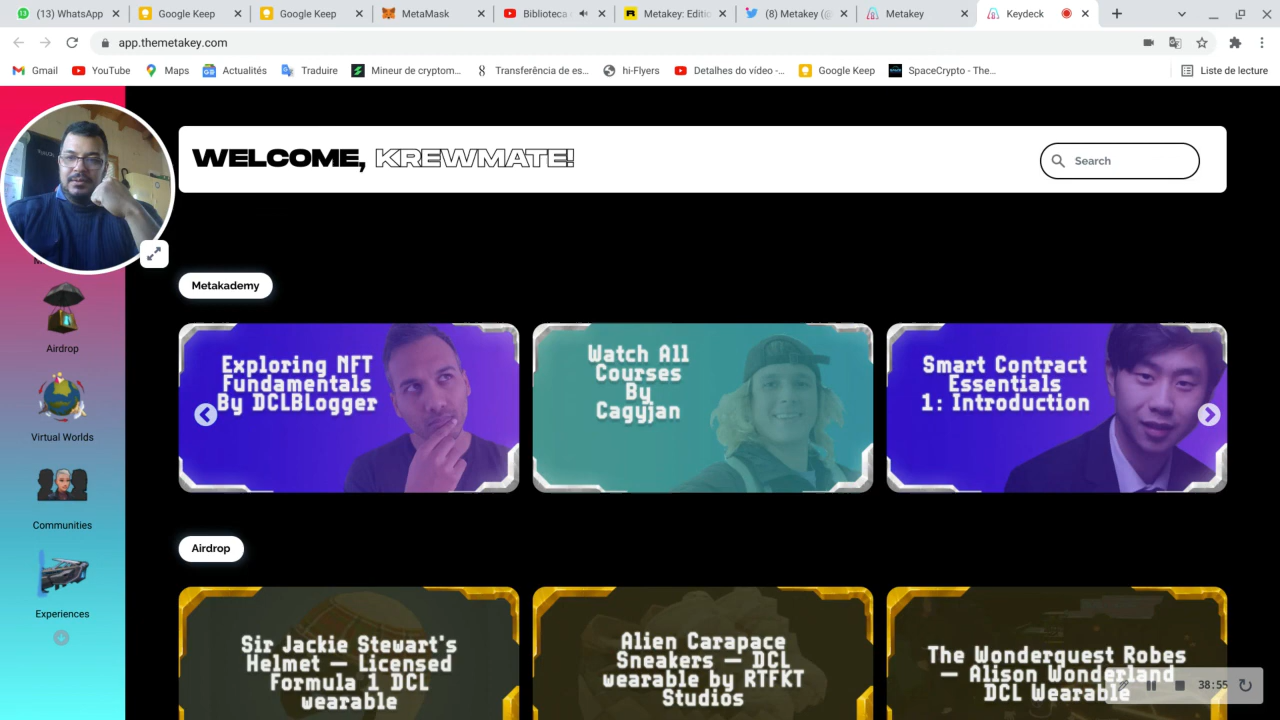 (13) WhatsApp
Google Keep
Google Keep
MetaMask
Biblioteca
Metakey: Editi
(8) Metakey (@
Metakey
Keydeck
app.themetakey.com
Gmail
YouTube
Maps
Actualités
Traduire
Mineur de cryptom...
Transferência de es...
hi-Flyers
Detalhes do vídeo -...
Google Keep
SpaceCrypto - The...
Liste de lecture
WELCOME, KREWMATE!
Search
Airdrop
Virtual Worlds
Communities
Experiences
Metakademy
Exploring NFT
Fundamentals
By DCLBlogger
Watch All
Courses
By
Cagyjan
Smart Contract
Essentials
1: Introduction
Airdrop
Sir Jackie Stewart's
Helmet — Licensed
Formula 1 DCL
wearable
Alien Carapace
Sneakers — DCL
wearable by RTFKT
Studios
The Wonderquest Robes
— Alison Wonderland
DCL Wearable
38:55